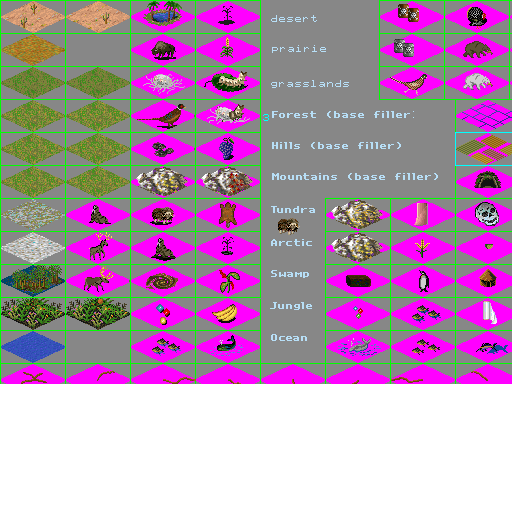 desert
prairie
grasslands
Forest (base filler)
Hills (base filler)
Mountains (base filler)
Tundra
Arctic
Swamp
Jungle
Ocean